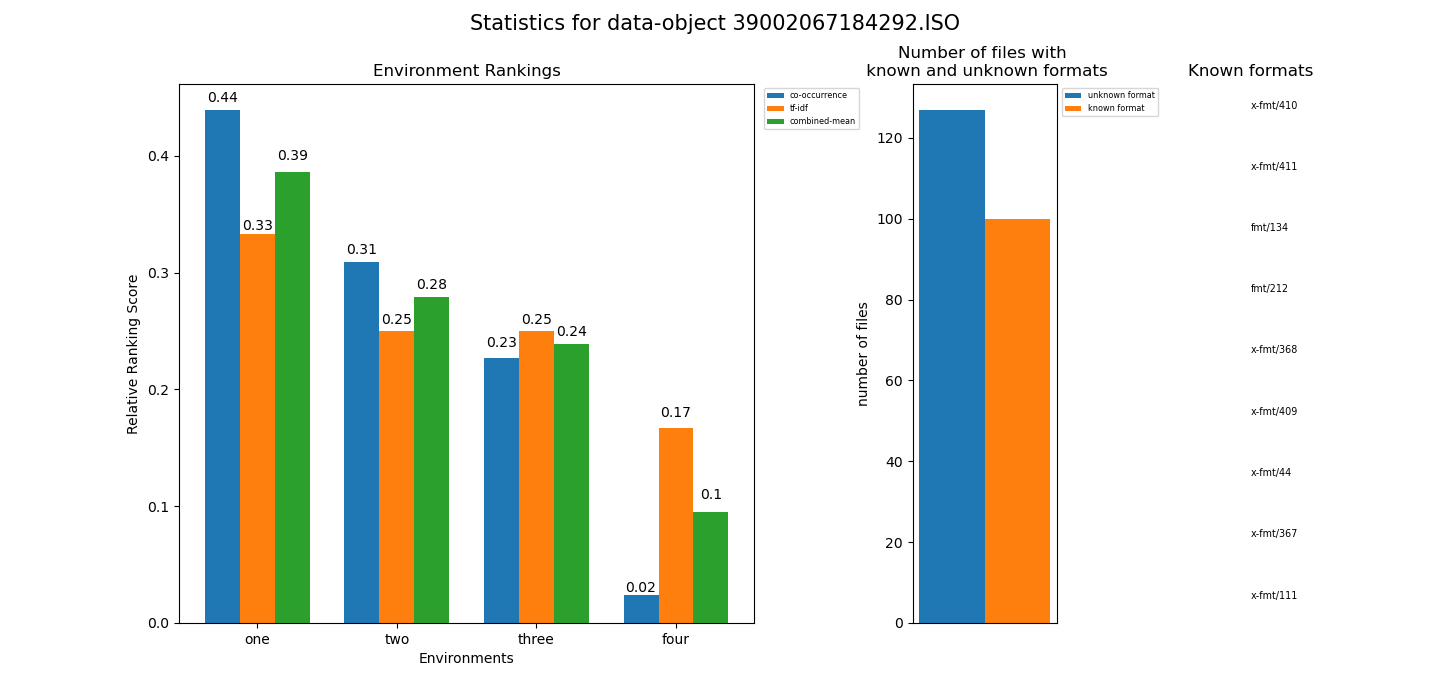 Statistics for data-object 39002067184292.ISO
Environment Rankings
0.44
0.33
0.39
0.31
0.25
0.28
0.23
0.25
0.24
0.02
0.17
0.1
0.4
0.3
0.2
0.1
0.0
Relative Ranking Score
one
two
three
four
Environments
co-occurrence
tf-idf
combined-mean
Number of files with
known and unknown formats
120
100
80
60
40
20
0
number of files
unknown format
known format
Known formats
x-fmt/410
x-fmt/411
fmt/134
fmt/212
x-fmt/368
x-fmt/409
x-fmt/44
x-fmt/367
x-fmt/111